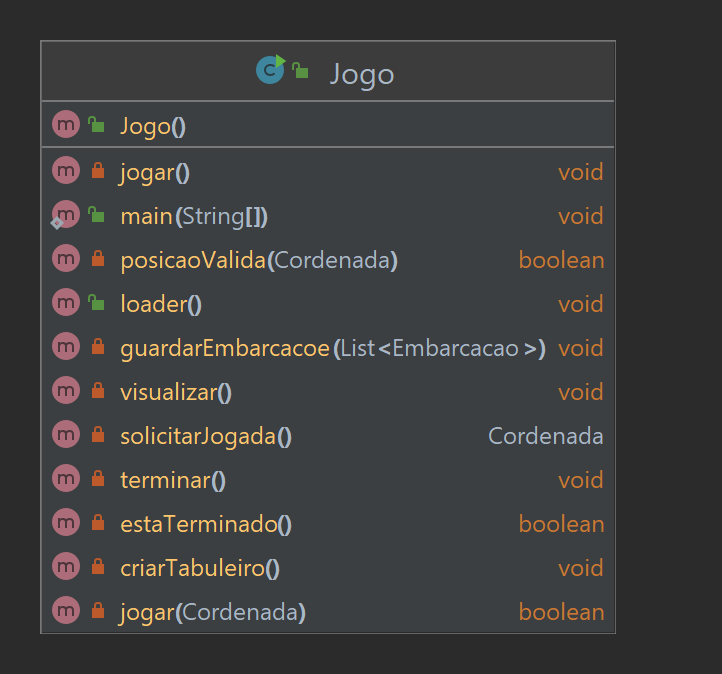 Jogo
Jogo()
jogar() void
main(String[]) void
posicaoValida(Cordenada) boolean
loader() void
guardarEmbarcacoe(List<Embarcacao>) void
visualizar() void
solicitarJogada() Cordenada
terminar() void
estaTerminado() boolean
criarTabuleiro() void
jogar(Cordenada) boolean